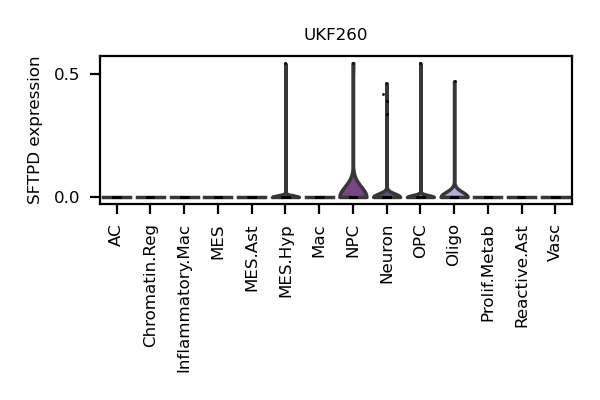 UKF260
SFTPD expression
0.5
0.0
AC
Chromatin.Reg
Inflammatory.Mac
MES
MES.Ast
MES.Hyp
Mac
NPC
Neuron
OPC
Oligo
Prolif.Metab
Reactive.Ast
Vasc